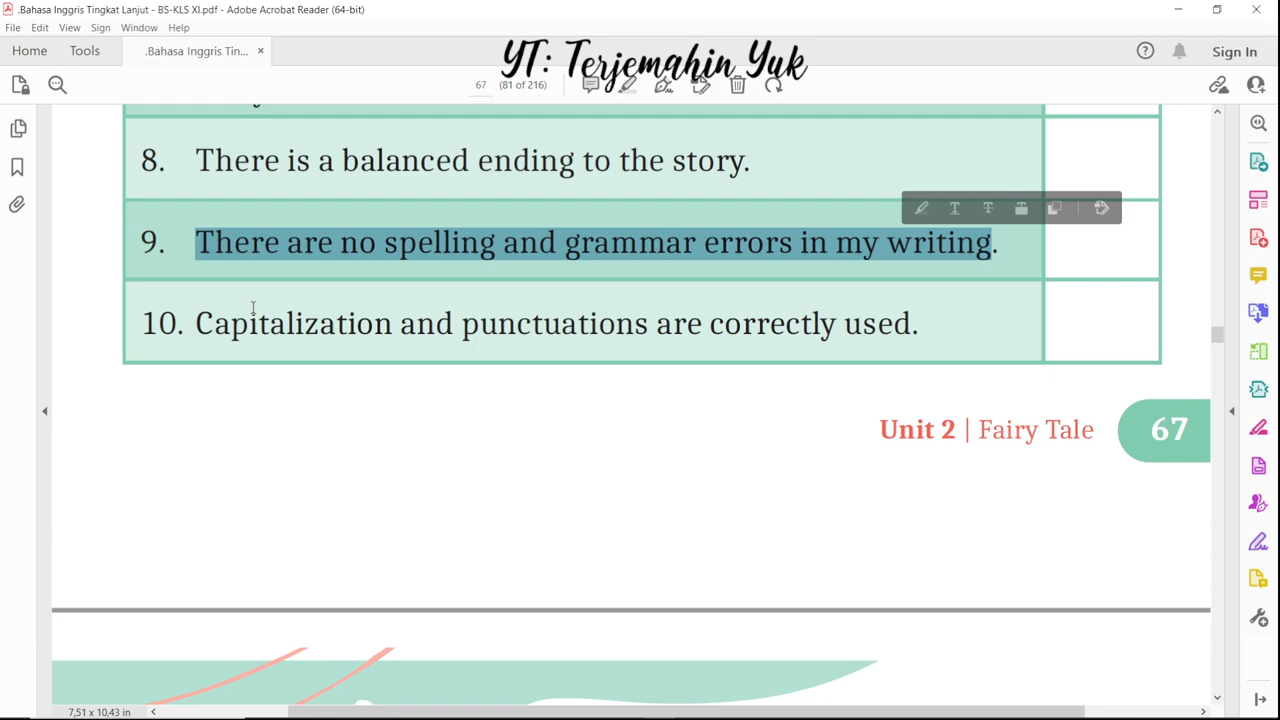 .Bahasa Inggris Tingkat Lanjut - BS-KLS XI.pdf - Adobe Acrobat Reader (64-bit)
File Edit View Sign Window Help
Home Tools .Bahasa Inggris Tin... × Sign In
YT: Terjemahin Yuk
67 (81 of 216)
8. There is a balanced ending to the story.
9. There are no spelling and grammar errors in my writing.
10. Capitalization and punctuations are correctly used.
Unit 2 | Fairy Tale 67
7,51 x 10,43 in